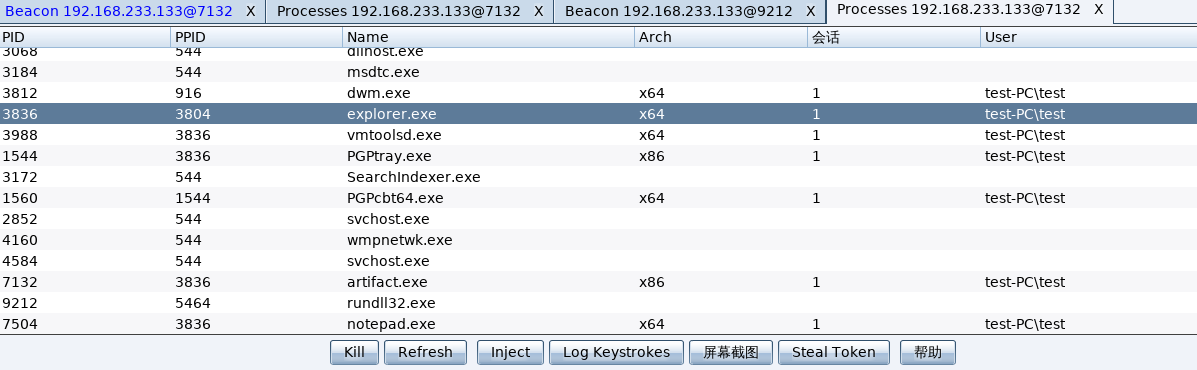 Beacon 192.168.233.133@7132 X Processes 192.168.233.133@7132 X Beacon 192.168.233.133@9212 X Processes 192.168.233.133@7132 X
PID PPID Name Arch 会话 User
3068 544 dllhost.exe
3184 544 msdtc.exe
3812 916 dwm.exe x64 1 test-PC\test
3836 3804 explorer.exe x64 1 test-PC\test
3988 3836 vmtoolsd.exe x64 1 test-PC\test
1544 3836 PGPtray.exe x86 1 test-PC\test
3172 544 SearchIndexer.exe
1560 1544 PGPcbt64.exe x64 1 test-PC\test
2852 544 svchost.exe
4160 544 wmpnetwk.exe
4584 544 svchost.exe
7132 3836 artifact.exe x86 1 test-PC\test
9212 5464 rundll32.exe
7504 3836 notepad.exe x64 1 test-PC\test
Kill Refresh Inject Log Keystrokes 屏幕截图 Steal Token 帮助